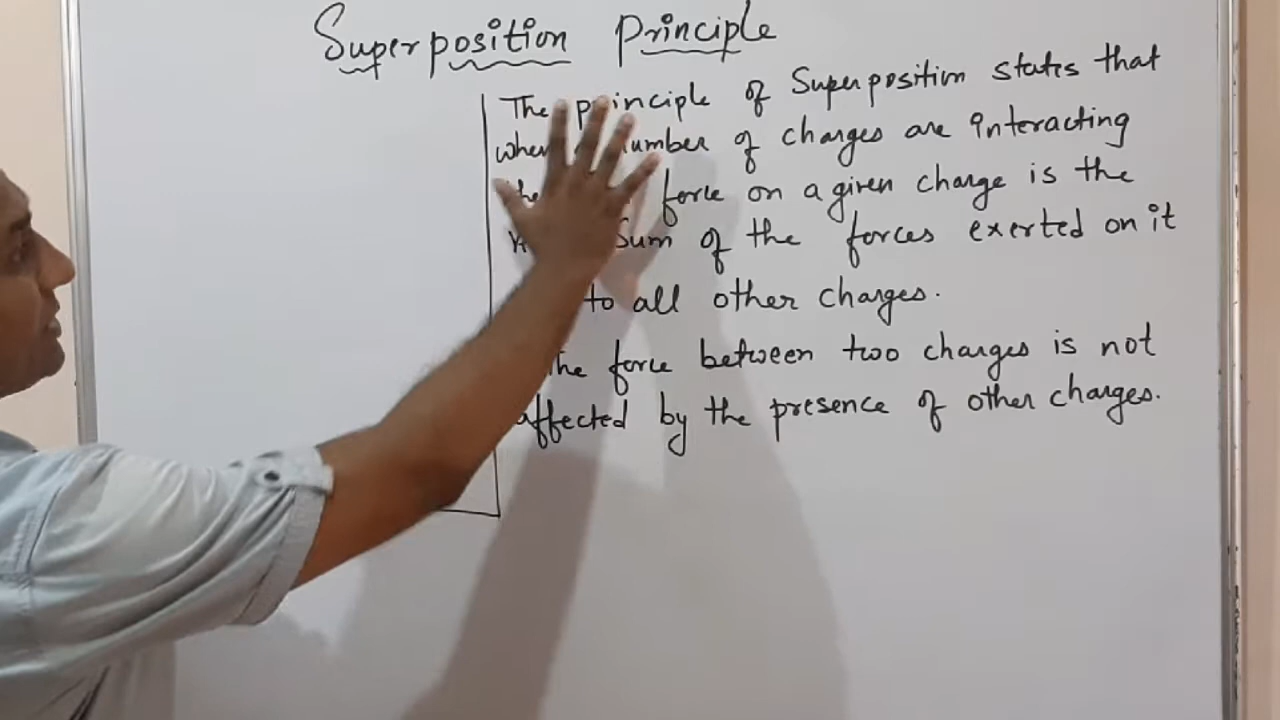 Superposition Principle
The principle of Superposition states that
when number of charges are interacting
force on a given charge is the
Sum of the forces exerted on it
to all other charges.
The force between two charges is not
affected by the presence of other charges.